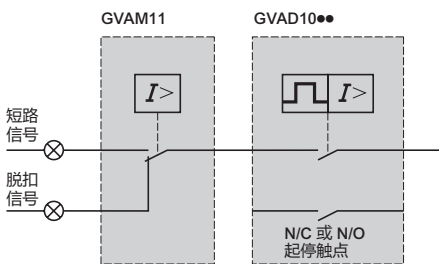 GVAM11
GVAD10●●
I>
I>
短路
信号
脱扣
信号
N/C 或 N/O
起停触点